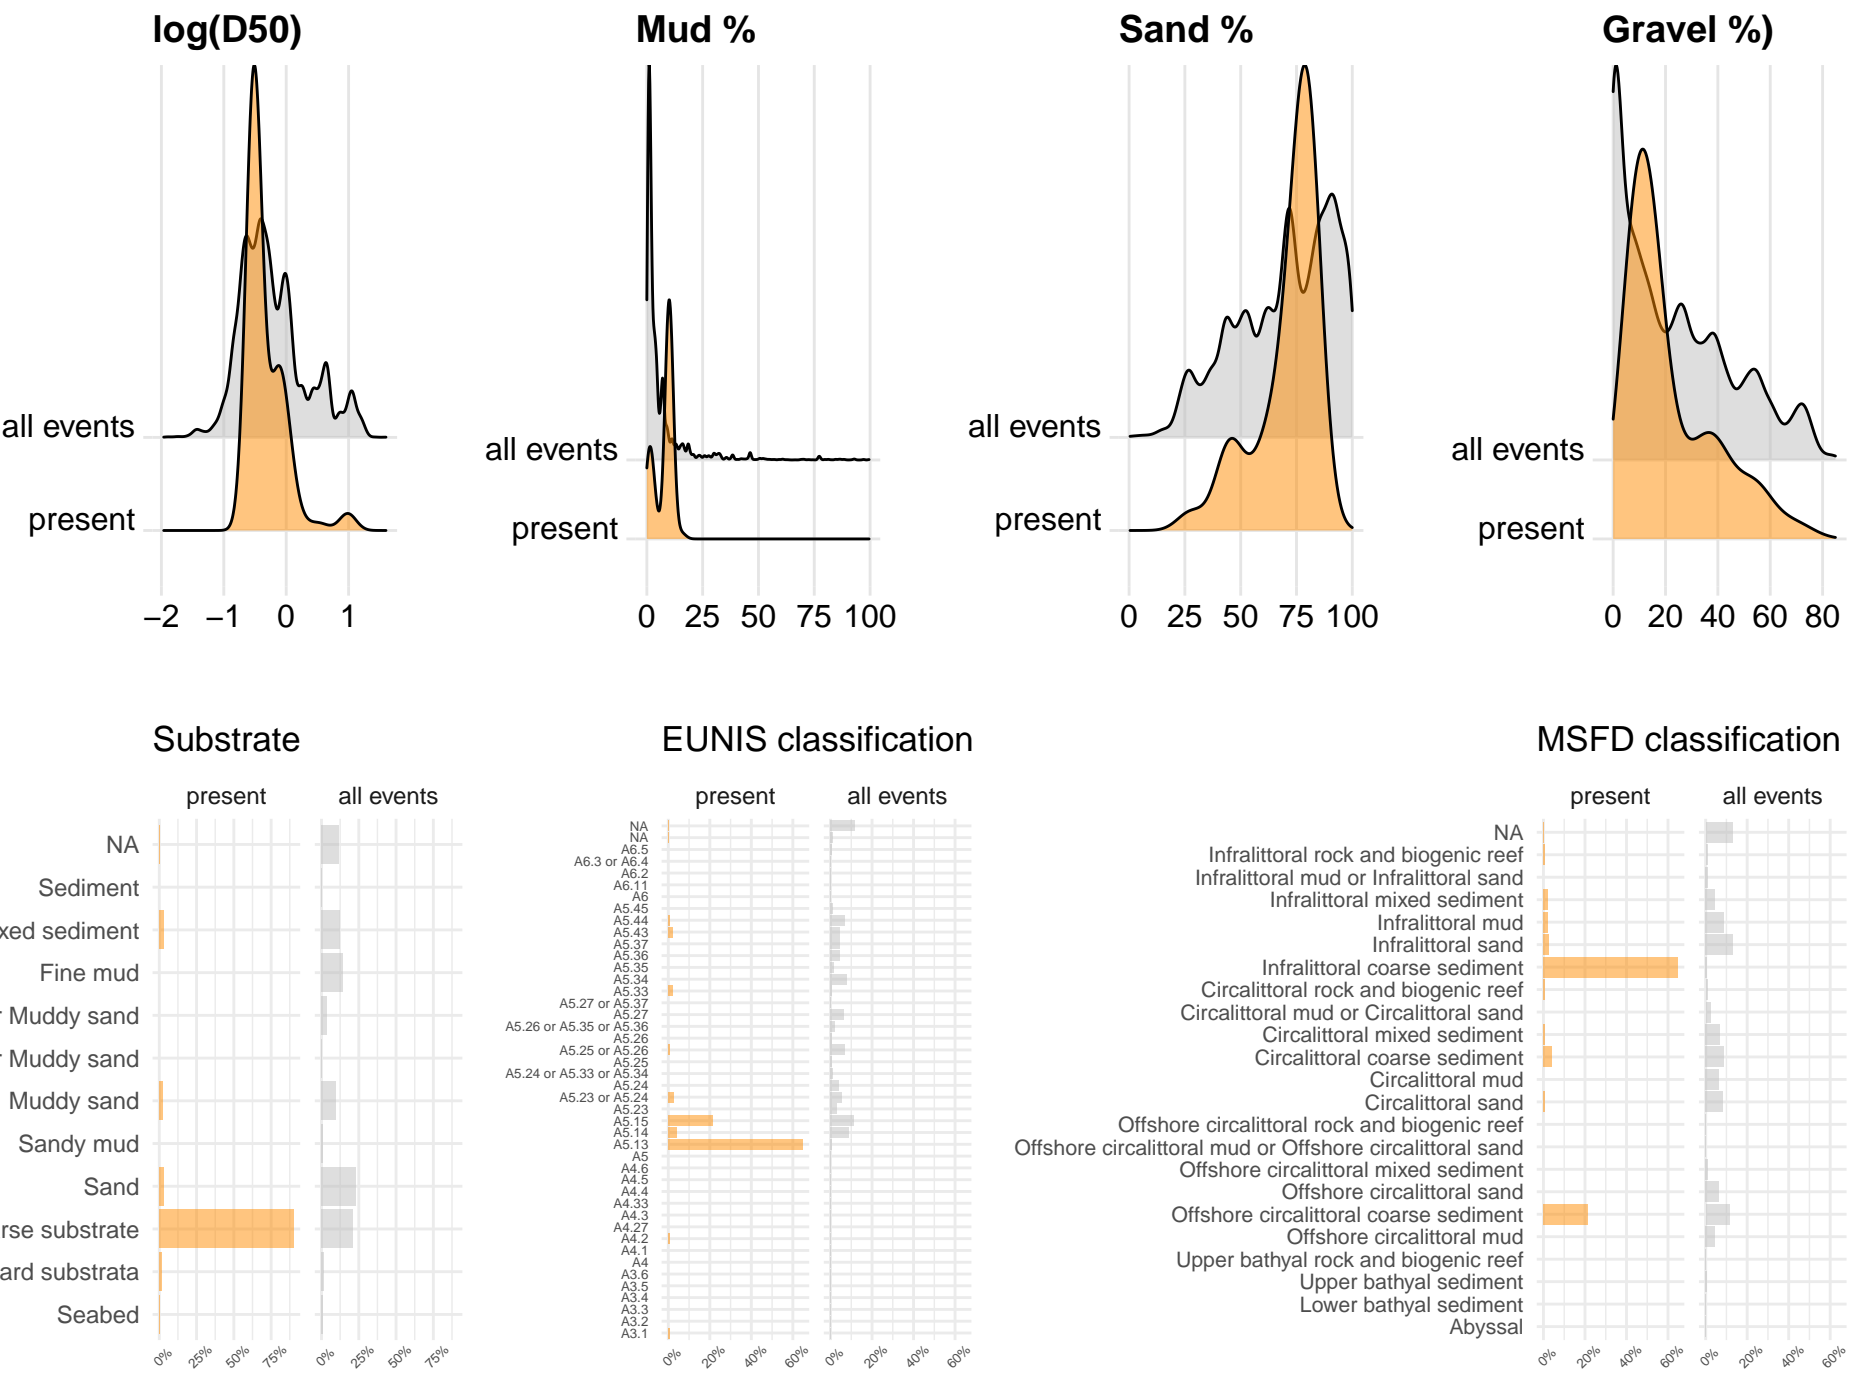 log(D50)
Mud %
Sand %
Gravel %)
all events
present
−2 −1 0 1
all events
present
0 25 50 75 100
all events
present
0 25 50 75 100
all events
present
0 20 40 60 80
Substrate
present all events
NA
Sediment
xed sediment
Fine mud
r Muddy sand
r Muddy sand
Muddy sand
Sandy mud
Sand
rse substrate
ard substrata
Seabed
0% 25% 50% 75% 0% 25% 50% 75%
EUNIS classification
present all events
NA
NA
A6.5
A6.3 or A6.4
A6.2
A6.11
A6
A5.45
A5.44
A5.43
A5.37
A5.36
A5.35
A5.34
A5.33
A5.27 or A5.37
A5.27
A5.26 or A5.35 or A5.36
A5.26
A5.25 or A5.26
A5.25
A5.24 or A5.33 or A5.34
A5.24
A5.23 or A5.24
A5.23
A5.15
A5.14
A5.13
A5
A4.6
A4.5
A4.4
A4.33
A4.3
A4.27
A4.2
A4.1
A4
A3.6
A3.5
A3.4
A3.3
A3.2
A3.1
0% 20% 40% 60% 0% 20% 40% 60%
MSFD classification
present all events
NA
Infralittoral rock and biogenic reef
Infralittoral mud or Infralittoral sand
Infralittoral mixed sediment
Infralittoral mud
Infralittoral sand
Infralittoral coarse sediment
Circalittoral rock and biogenic reef
Circalittoral mud or Circalittoral sand
Circalittoral mixed sediment
Circalittoral coarse sediment
Circalittoral mud
Circalittoral sand
Offshore circalittoral rock and biogenic reef
Offshore circalittoral mud or Offshore circalittoral sand
Offshore circalittoral mixed sediment
Offshore circalittoral sand
Offshore circalittoral coarse sediment
Offshore circalittoral mud
Upper bathyal rock and biogenic reef
Upper bathyal sediment
Lower bathyal sediment
Abyssal
0% 20% 40% 60% 0% 20% 40% 60%